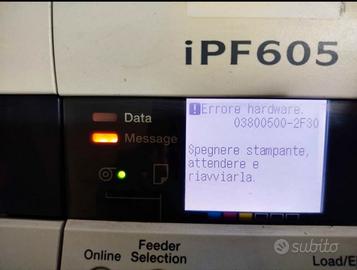 iPF605
Data
Message
Errore hardware.
03800500-2F30
Spegnere stampante,
attendere e
riavviarla.
Online
Feeder
Selection
Load/E
subito